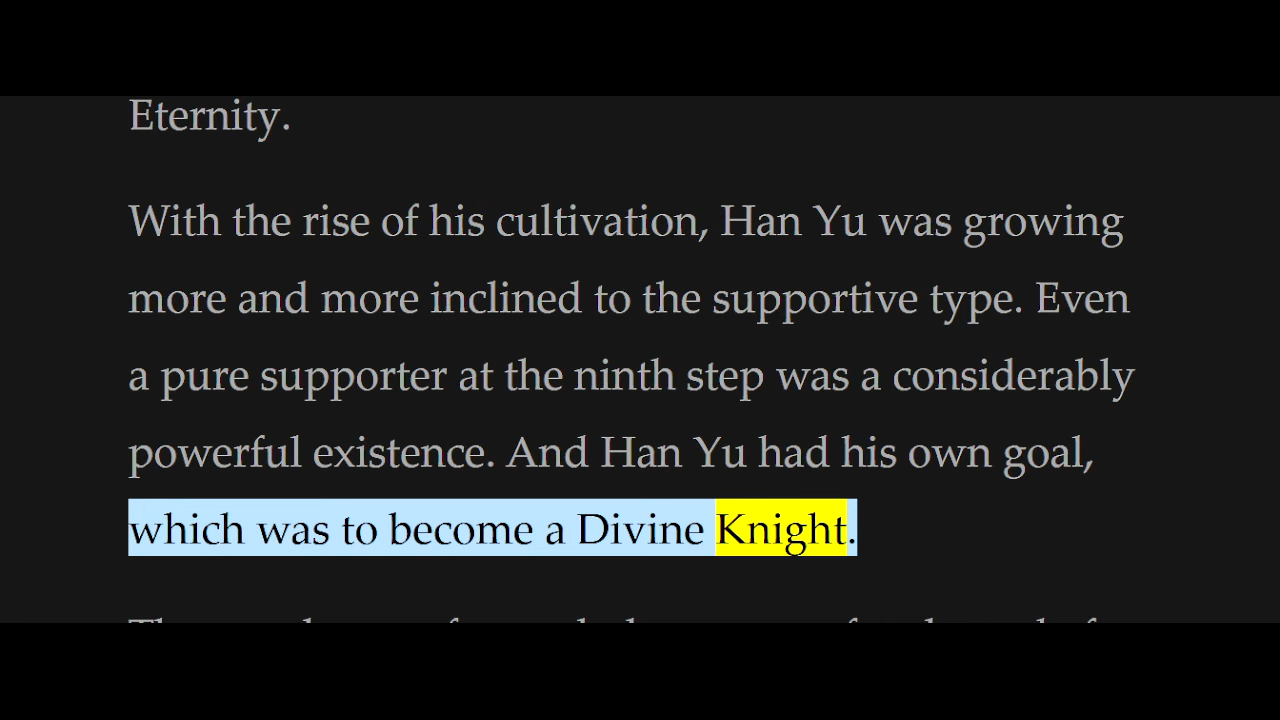 Eternity.
With the rise of his cultivation, Han Yu was growing
more and more inclined to the supportive type. Even
a pure supporter at the ninth step was a considerably
powerful existence. And Han Yu had his own goal,
which was to become a Divine Knight.